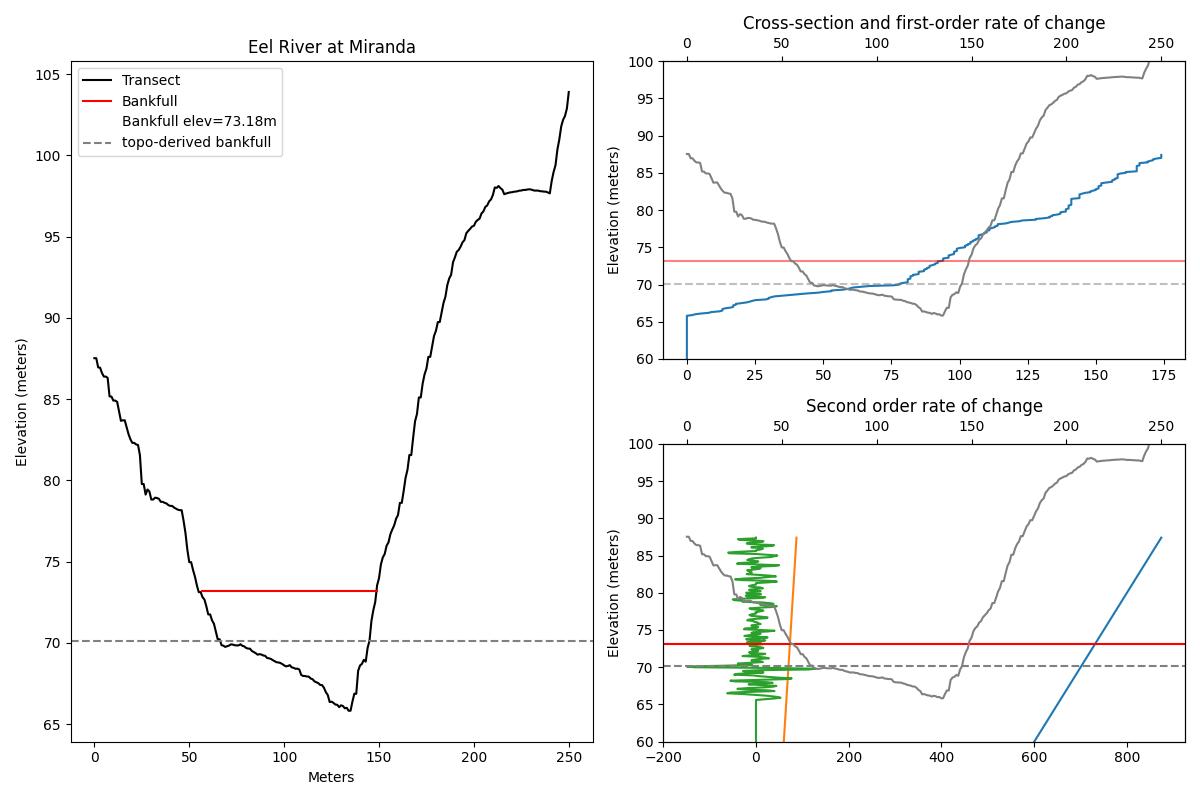 Eel River at Miranda
105
100
95
90
85
80
75
70
65
Elevation (meters)
Transect
Bankfull
Bankfull elev=73.18m
topo-derived bankfull
0 50 100 150 200 250
Meters
Cross-section and first-order rate of change
0 50 100 150 200 250
100
95
90
85
80
75
70
65
60
Elevation (meters)
0 25 50 75 100 125 150 175
Second order rate of change
0 50 100 150 200 250
100
95
90
85
80
75
70
65
60
Elevation (meters)
−200 0 200 400 600 800